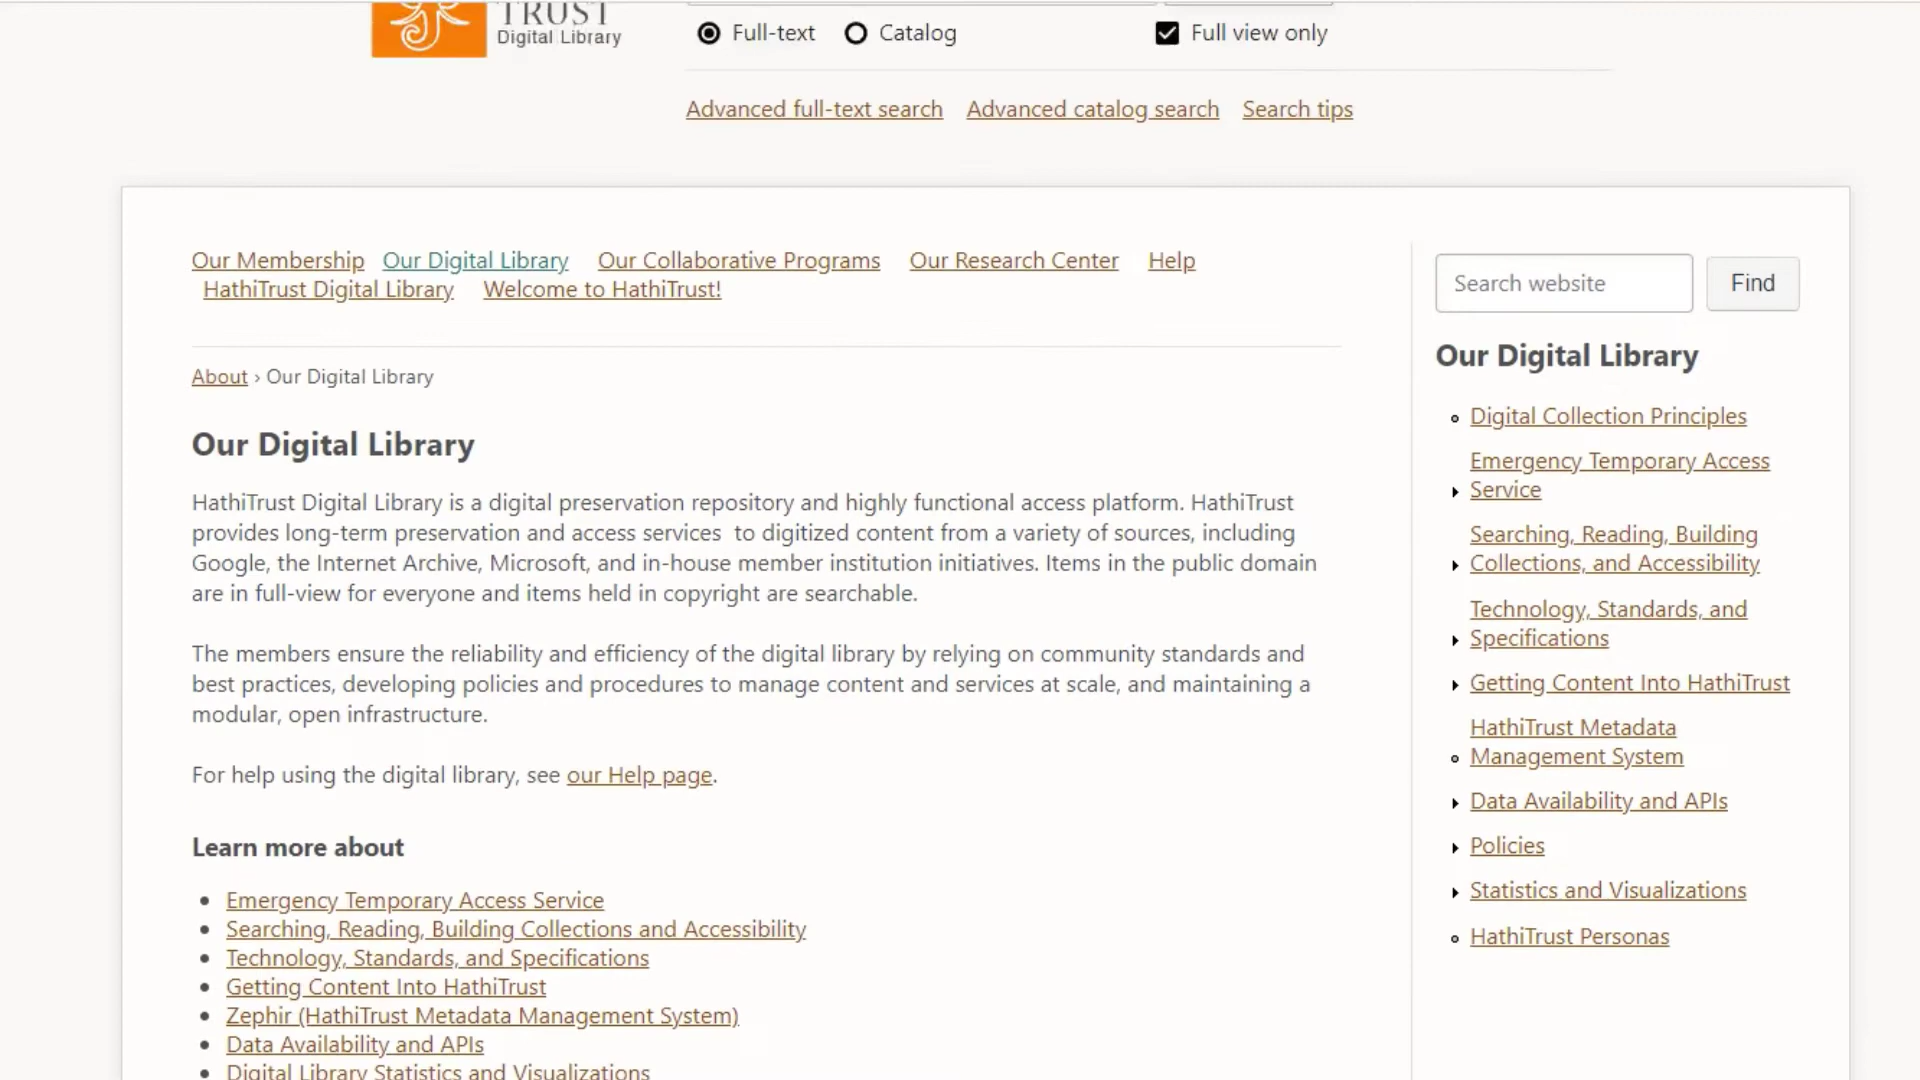 TRUST
Digital Library
Full-text Catalog Full view only
Advanced full-text search Advanced catalog search Search tips
Our Membership Our Digital Library Our Collaborative Programs Our Research Center Help
HathiTrust Digital Library Welcome to HathiTrust!
About › Our Digital Library
Our Digital Library
HathiTrust Digital Library is a digital preservation repository and highly functional access platform. HathiTrust
provides long-term preservation and access services  to digitized content from a variety of sources, including
Google, the Internet Archive, Microsoft, and in-house member institution initiatives. Items in the public domain
are in full-view for everyone and items held in copyright are searchable.
The members ensure the reliability and efficiency of the digital library by relying on community standards and
best practices, developing policies and procedures to manage content and services at scale, and maintaining a
modular, open infrastructure.
For help using the digital library, see our Help page.
Learn more about
Emergency Temporary Access Service
Searching, Reading, Building Collections and Accessibility
Technology, Standards, and Specifications
Getting Content Into HathiTrust
Zephir (HathiTrust Metadata Management System)
Data Availability and APIs
Digital Library Statistics and Visualizations
Search website Find
Our Digital Library
Digital Collection Principles
Emergency Temporary Access
Service
Searching, Reading, Building
Collections, and Accessibility
Technology, Standards, and
Specifications
Getting Content Into HathiTrust
HathiTrust Metadata
Management System
Data Availability and APIs
Policies
Statistics and Visualizations
HathiTrust Personas